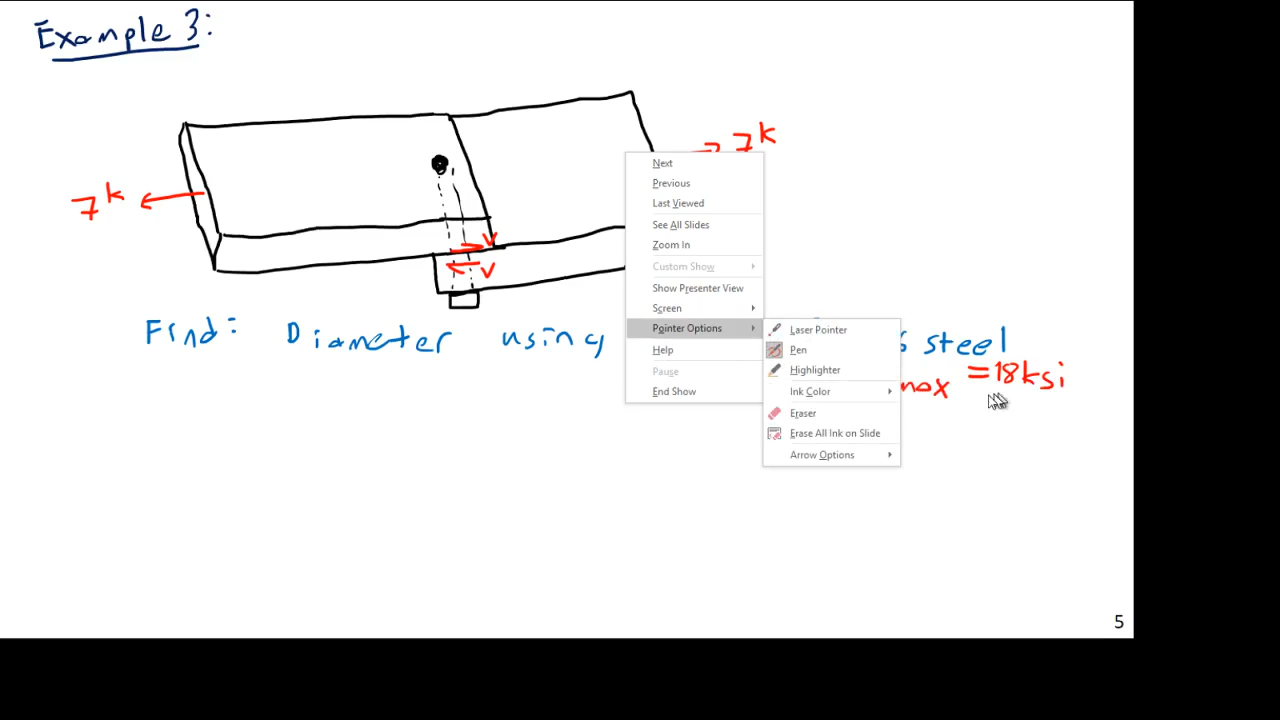 Example 3:
7k
7k
V
V
Next
Previous
Last Viewed
See All Slides
Zoom In
Custom Show
Show Presenter View
Screen
Pointer Options
Help
Pause
End Show
Laser Pointer
Pen
Highlighter
Ink Color
Eraser
Erase All Ink on Slide
Arrow Options
Find: Diameter using steel
= 18ksi
5